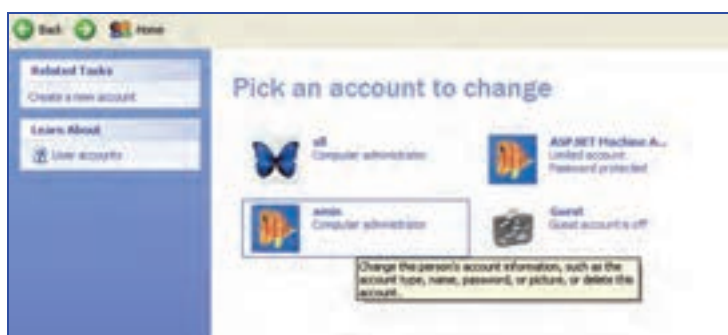 Back Home
Related Tasks
Create a new account
Learn About
User accounts
Pick an account to change
Computer administrator
ASP.NET Machine A...
Limited account
Password protected
amin
Computer administrator
Guest
Guest account is off
Change the person's account information, such as the
account type, name, password, or picture, or delete this
account.